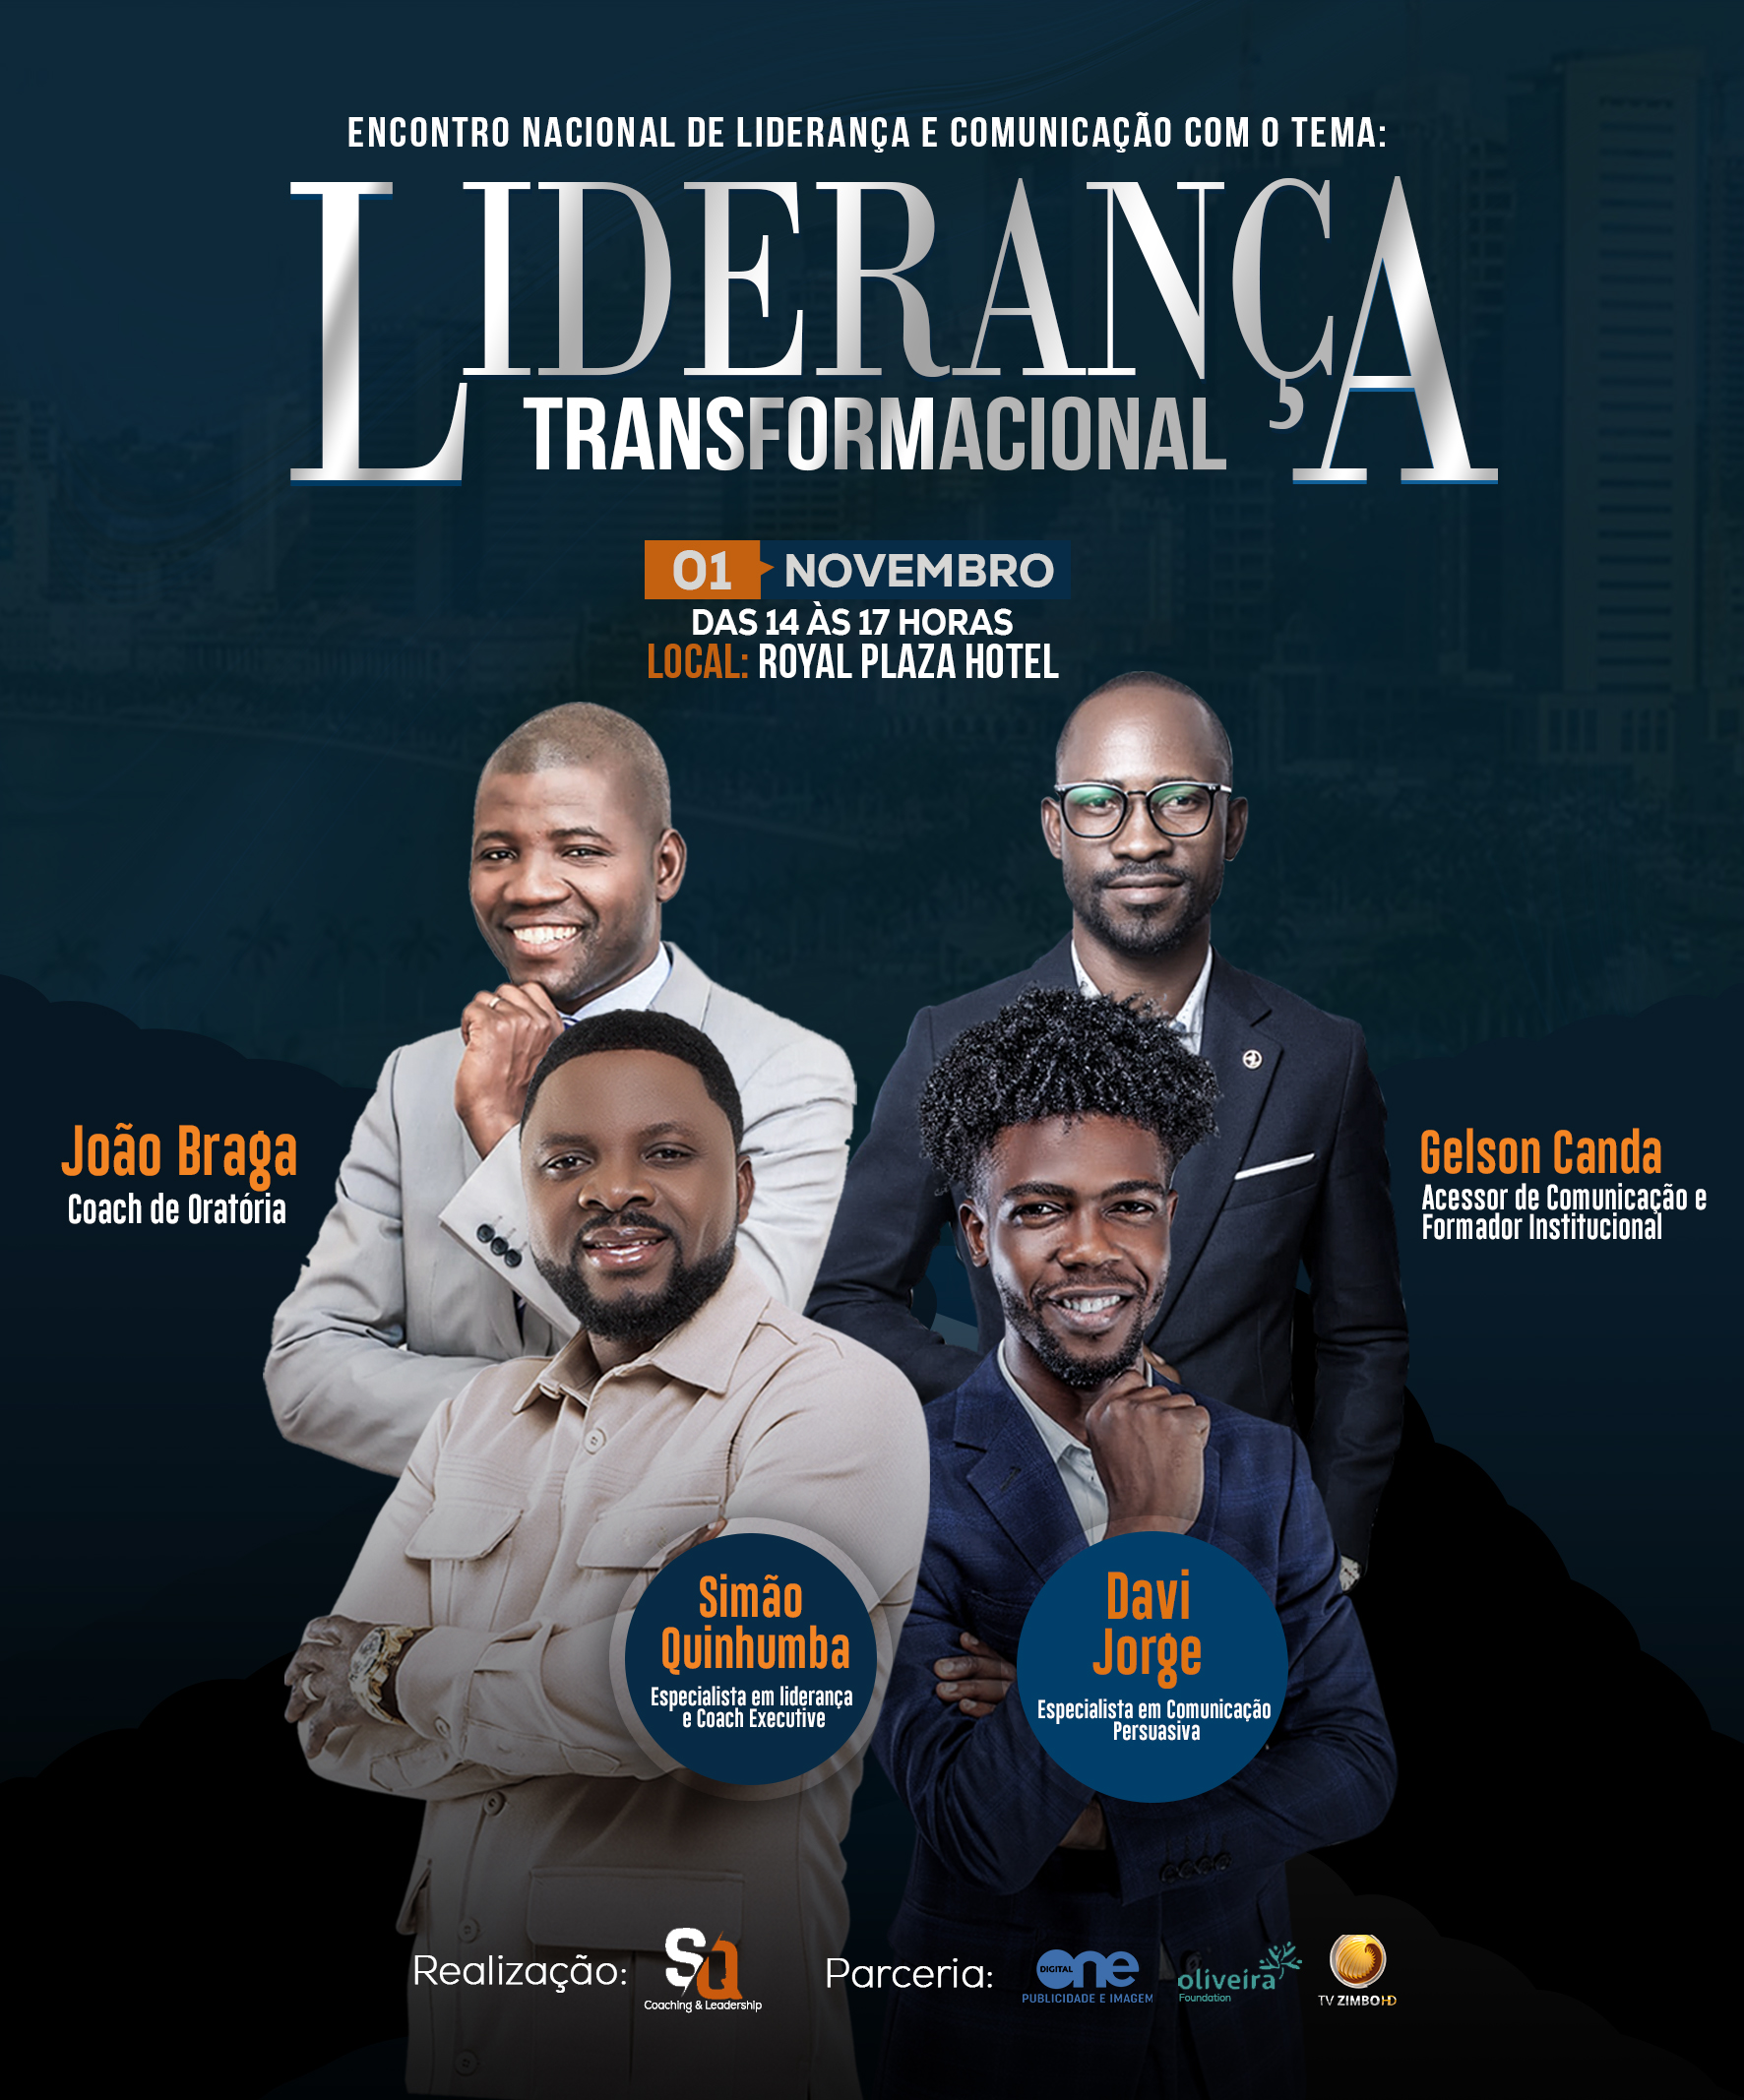 ENCONTRO NACIONAL DE LIDERANÇA E COMUNICAÇÃO COM O TEMA:
LIDERANÇA
TRANSFORMACIONAL
01 NOVEMBRO
DAS 14 ÀS 17 HORAS
LOCAL: ROYAL PLAZA HOTEL
João Braga
Coach de Oratória
Gelson Canda
Acessor de Comunicação e
Formador Institucional
Simão
Quinhumba
Especialista em liderança
e Coach Executive
Davi
Jorge
Especialista em Comunicação
Persuasiva
Realização:
SQ
Coaching & Leadership
Parceria:
DIGITAL one
PUBLICIDADE E IMAGEM
oliveira
Foundation
TV ZIMBO HD